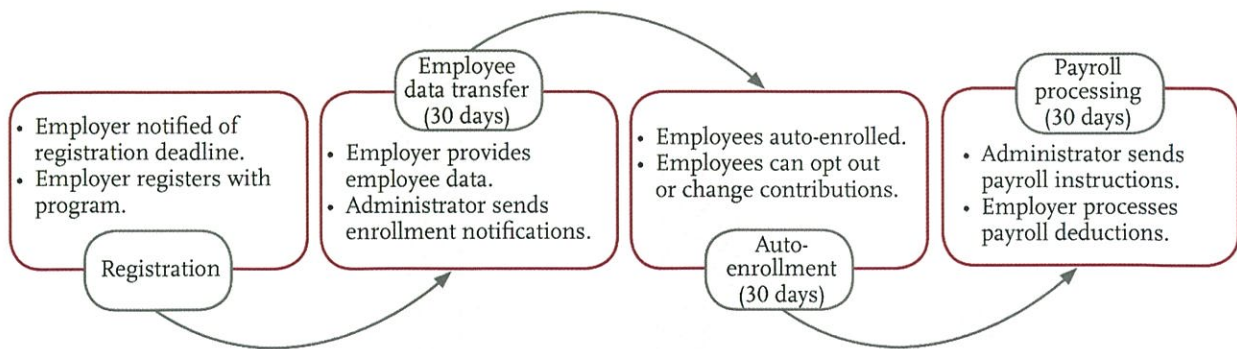 • Employer notified of
registration deadline.
• Employer registers with
program.
Registration
Employee
data transfer
(30 days)
• Employer provides
employee data.
• Administrator sends
enrollment notifications.
• Employees auto-enrolled.
• Employees can opt out
or change contributions.
Auto-
enrollment
(30 days)
Payroll
processing
(30 days)
• Administrator sends
payroll instructions.
• Employer processes
payroll deductions.